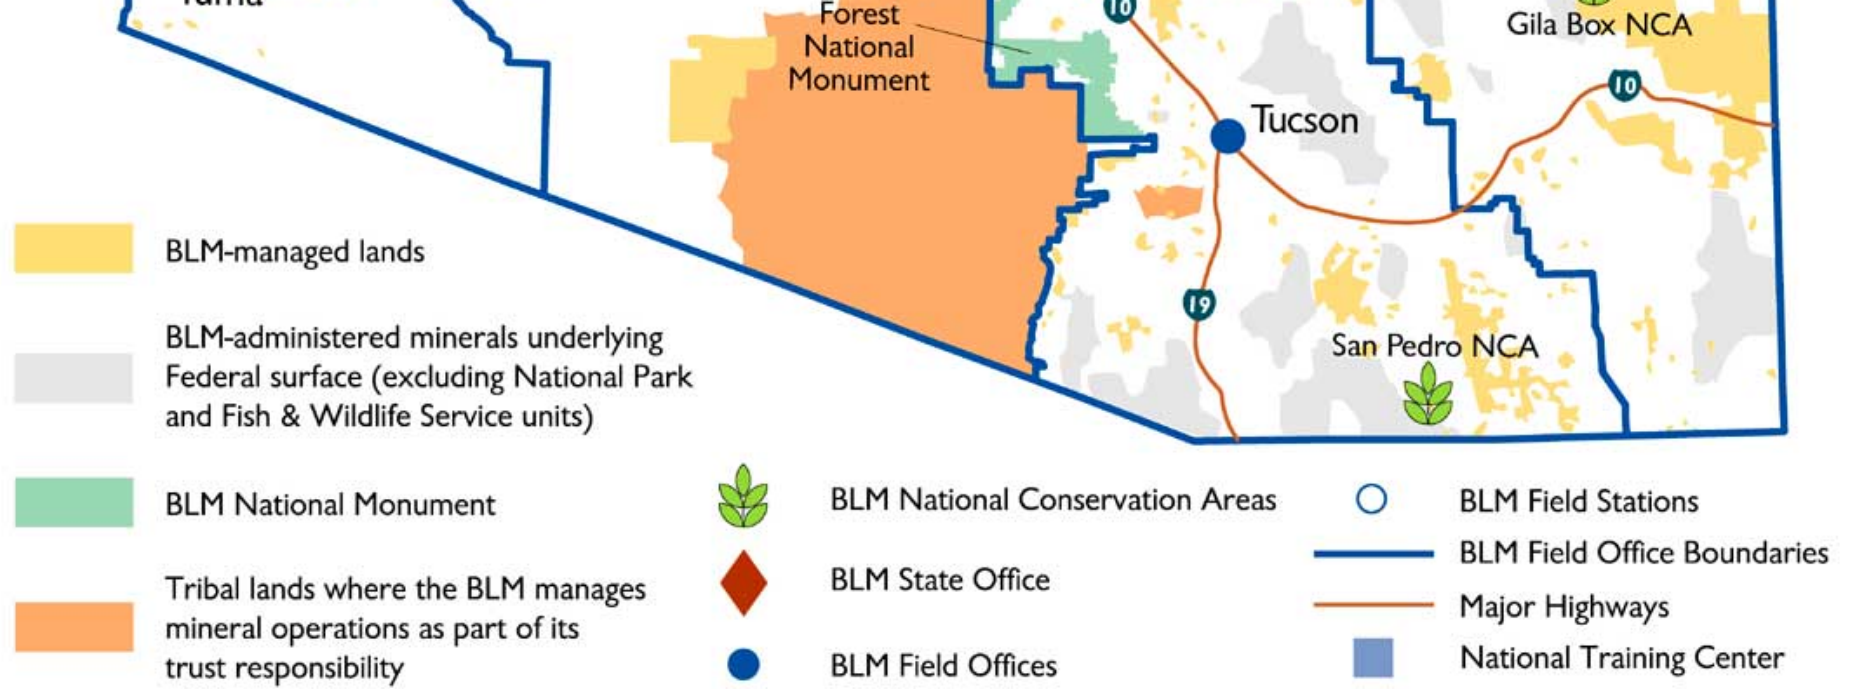 Yuma
10
Forest
National
Monument
Gila Box NCA
10
Tucson
19
San Pedro NCA
BLM-managed lands
BLM-administered minerals underlying
Federal surface (excluding National Park
and Fish & Wildlife Service units)
BLM National Monument
Tribal lands where the BLM manages
mineral operations as part of its
trust responsibility
BLM National Conservation Areas
BLM State Office
BLM Field Offices
BLM Field Stations
BLM Field Office Boundaries
Major Highways
National Training Center